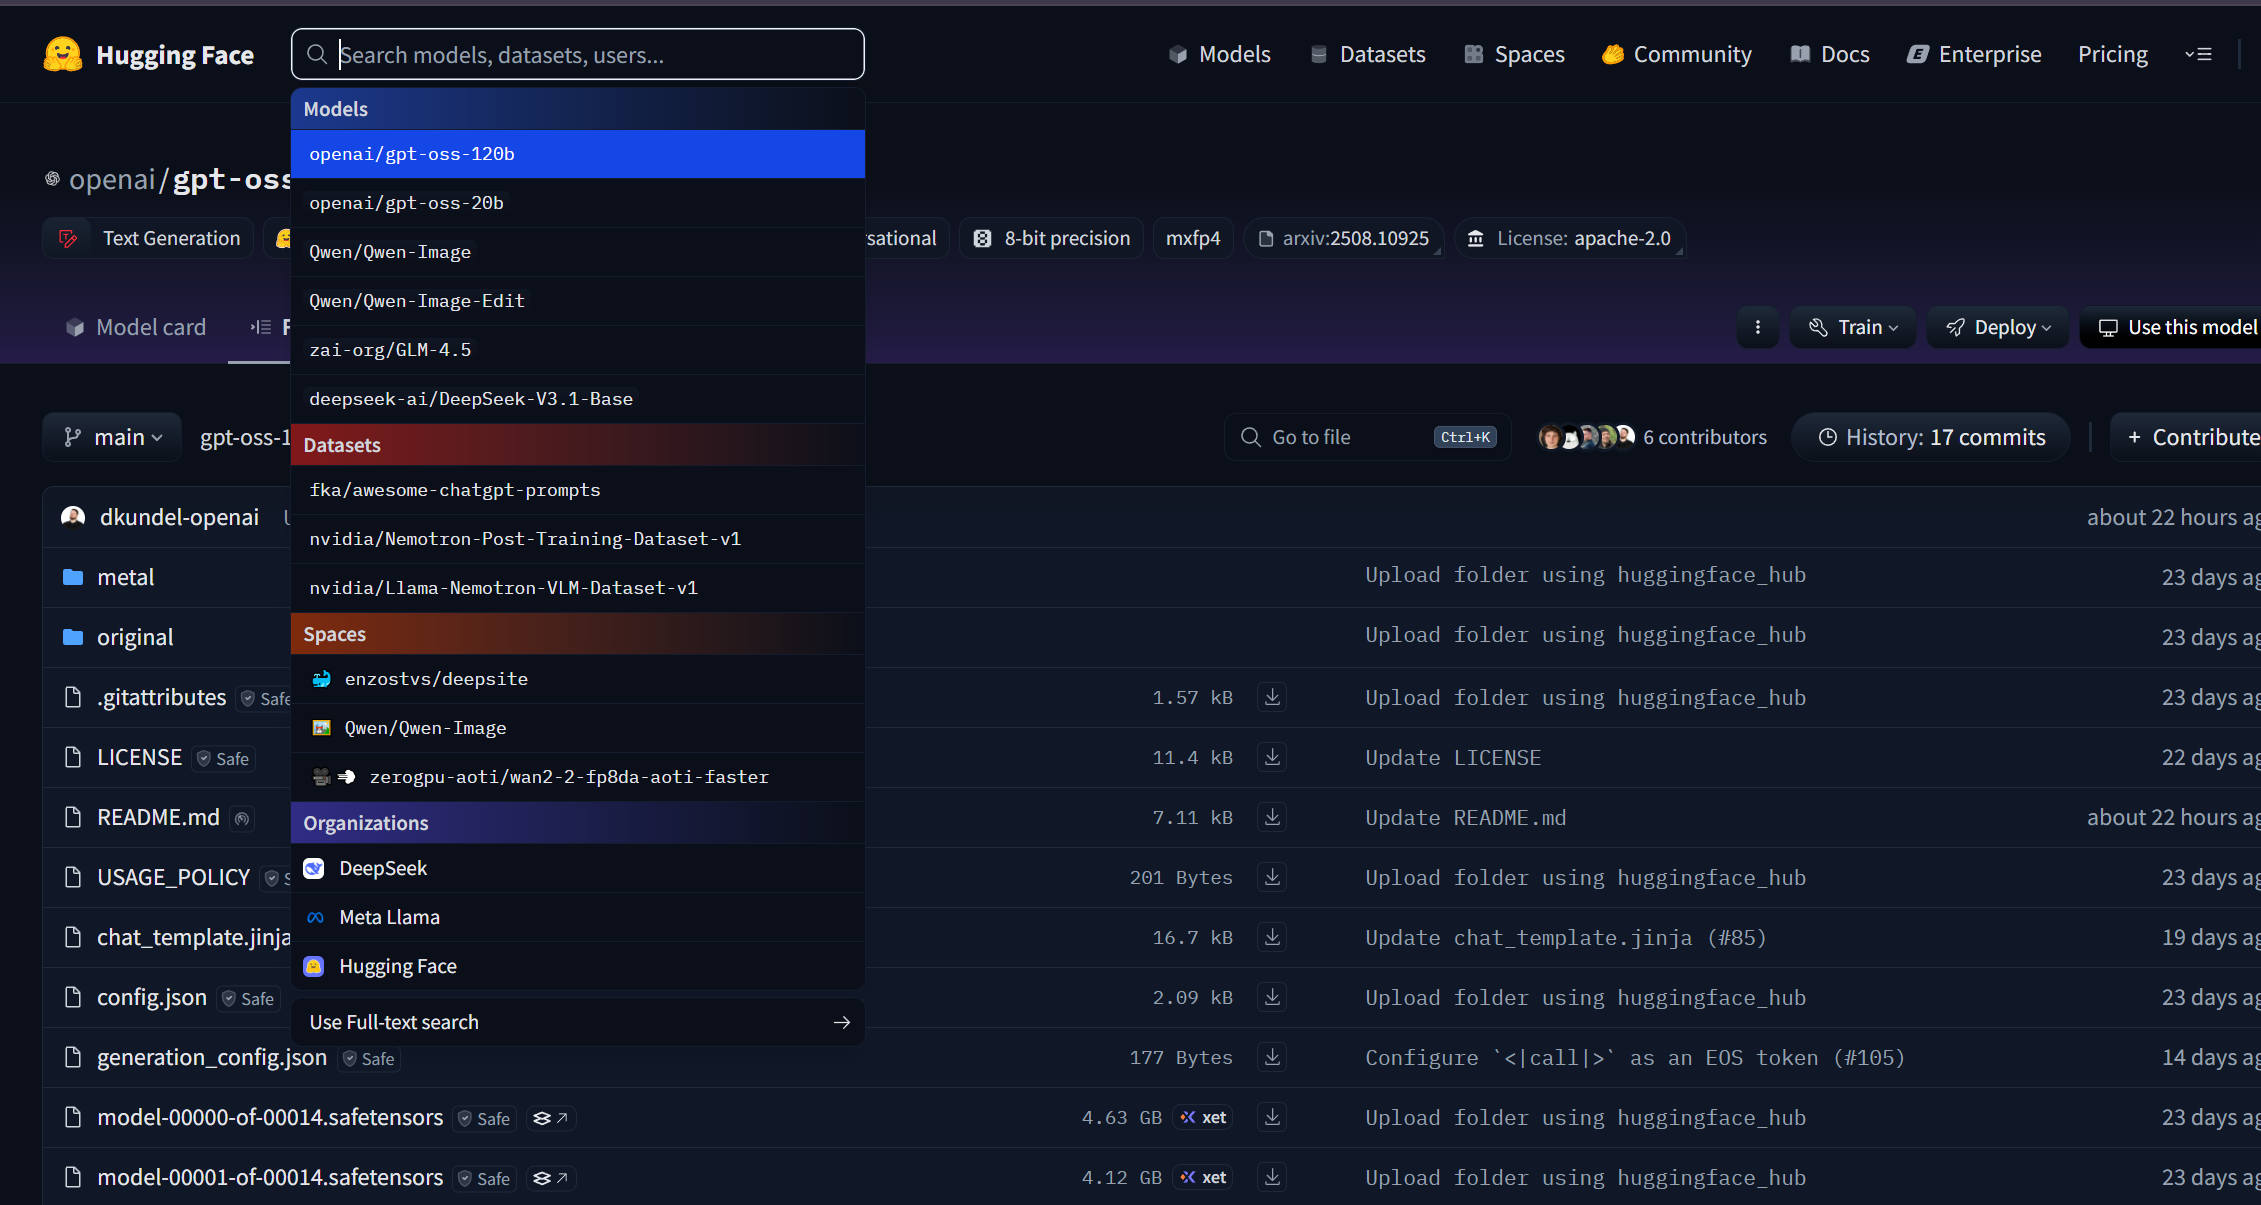 Hugging Face
Search models, datasets, users...
Models
Datasets
Spaces
Community
Docs
Enterprise
Pricing
Models
openai/gpt-oss-120b
openai/gpt-oss-20b
Qwen/Qwen-Image
Qwen/Qwen-Image-Edit
zai-org/GLM-4.5
deepseek-ai/DeepSeek-V3.1-Base
Datasets
fka/awesome-chatgpt-prompts
nvidia/Nemotron-Post-Training-Dataset-v1
nvidia/Llama-Nemotron-VLM-Dataset-v1
Spaces
enzostvs/deepsite
Qwen/Qwen-Image
zerogpu-aoti/wan2-2-fp8da-aoti-faster
Organizations
DeepSeek
Meta Llama
Hugging Face
Use Full-text search
openai/gpt-oss
Text Generation
sational
8-bit precision
mxfp4
arxiv:2508.10925
License: apache-2.0
Model card
Train
Deploy
Use this model
main
gpt-oss-1
Go to file
Ctrl+K
6 contributors
History: 17 commits
+ Contribute
dkundel-openai
about 22 hours ag
metal
Upload folder using huggingface_hub
23 days ag
original
Upload folder using huggingface_hub
23 days ag
.gitattributes Safe
1.57 kB
Upload folder using huggingface_hub
23 days ag
LICENSE Safe
11.4 kB
Update LICENSE
22 days ag
README.md
7.11 kB
Update README.md
about 22 hours ag
USAGE_POLICY
201 Bytes
Upload folder using huggingface_hub
23 days ag
chat_template.jinja
16.7 kB
Update chat_template.jinja (#85)
19 days ag
config.json Safe
2.09 kB
Upload folder using huggingface_hub
23 days ag
generation_config.json Safe
177 Bytes
Configure `<|call|>` as an EOS token (#105)
14 days ag
model-00000-of-00014.safetensors Safe
4.63 GB xet
Upload folder using huggingface_hub
23 days ag
model-00001-of-00014.safetensors Safe
4.12 GB xet
Upload folder using huggingface_hub
23 days ag